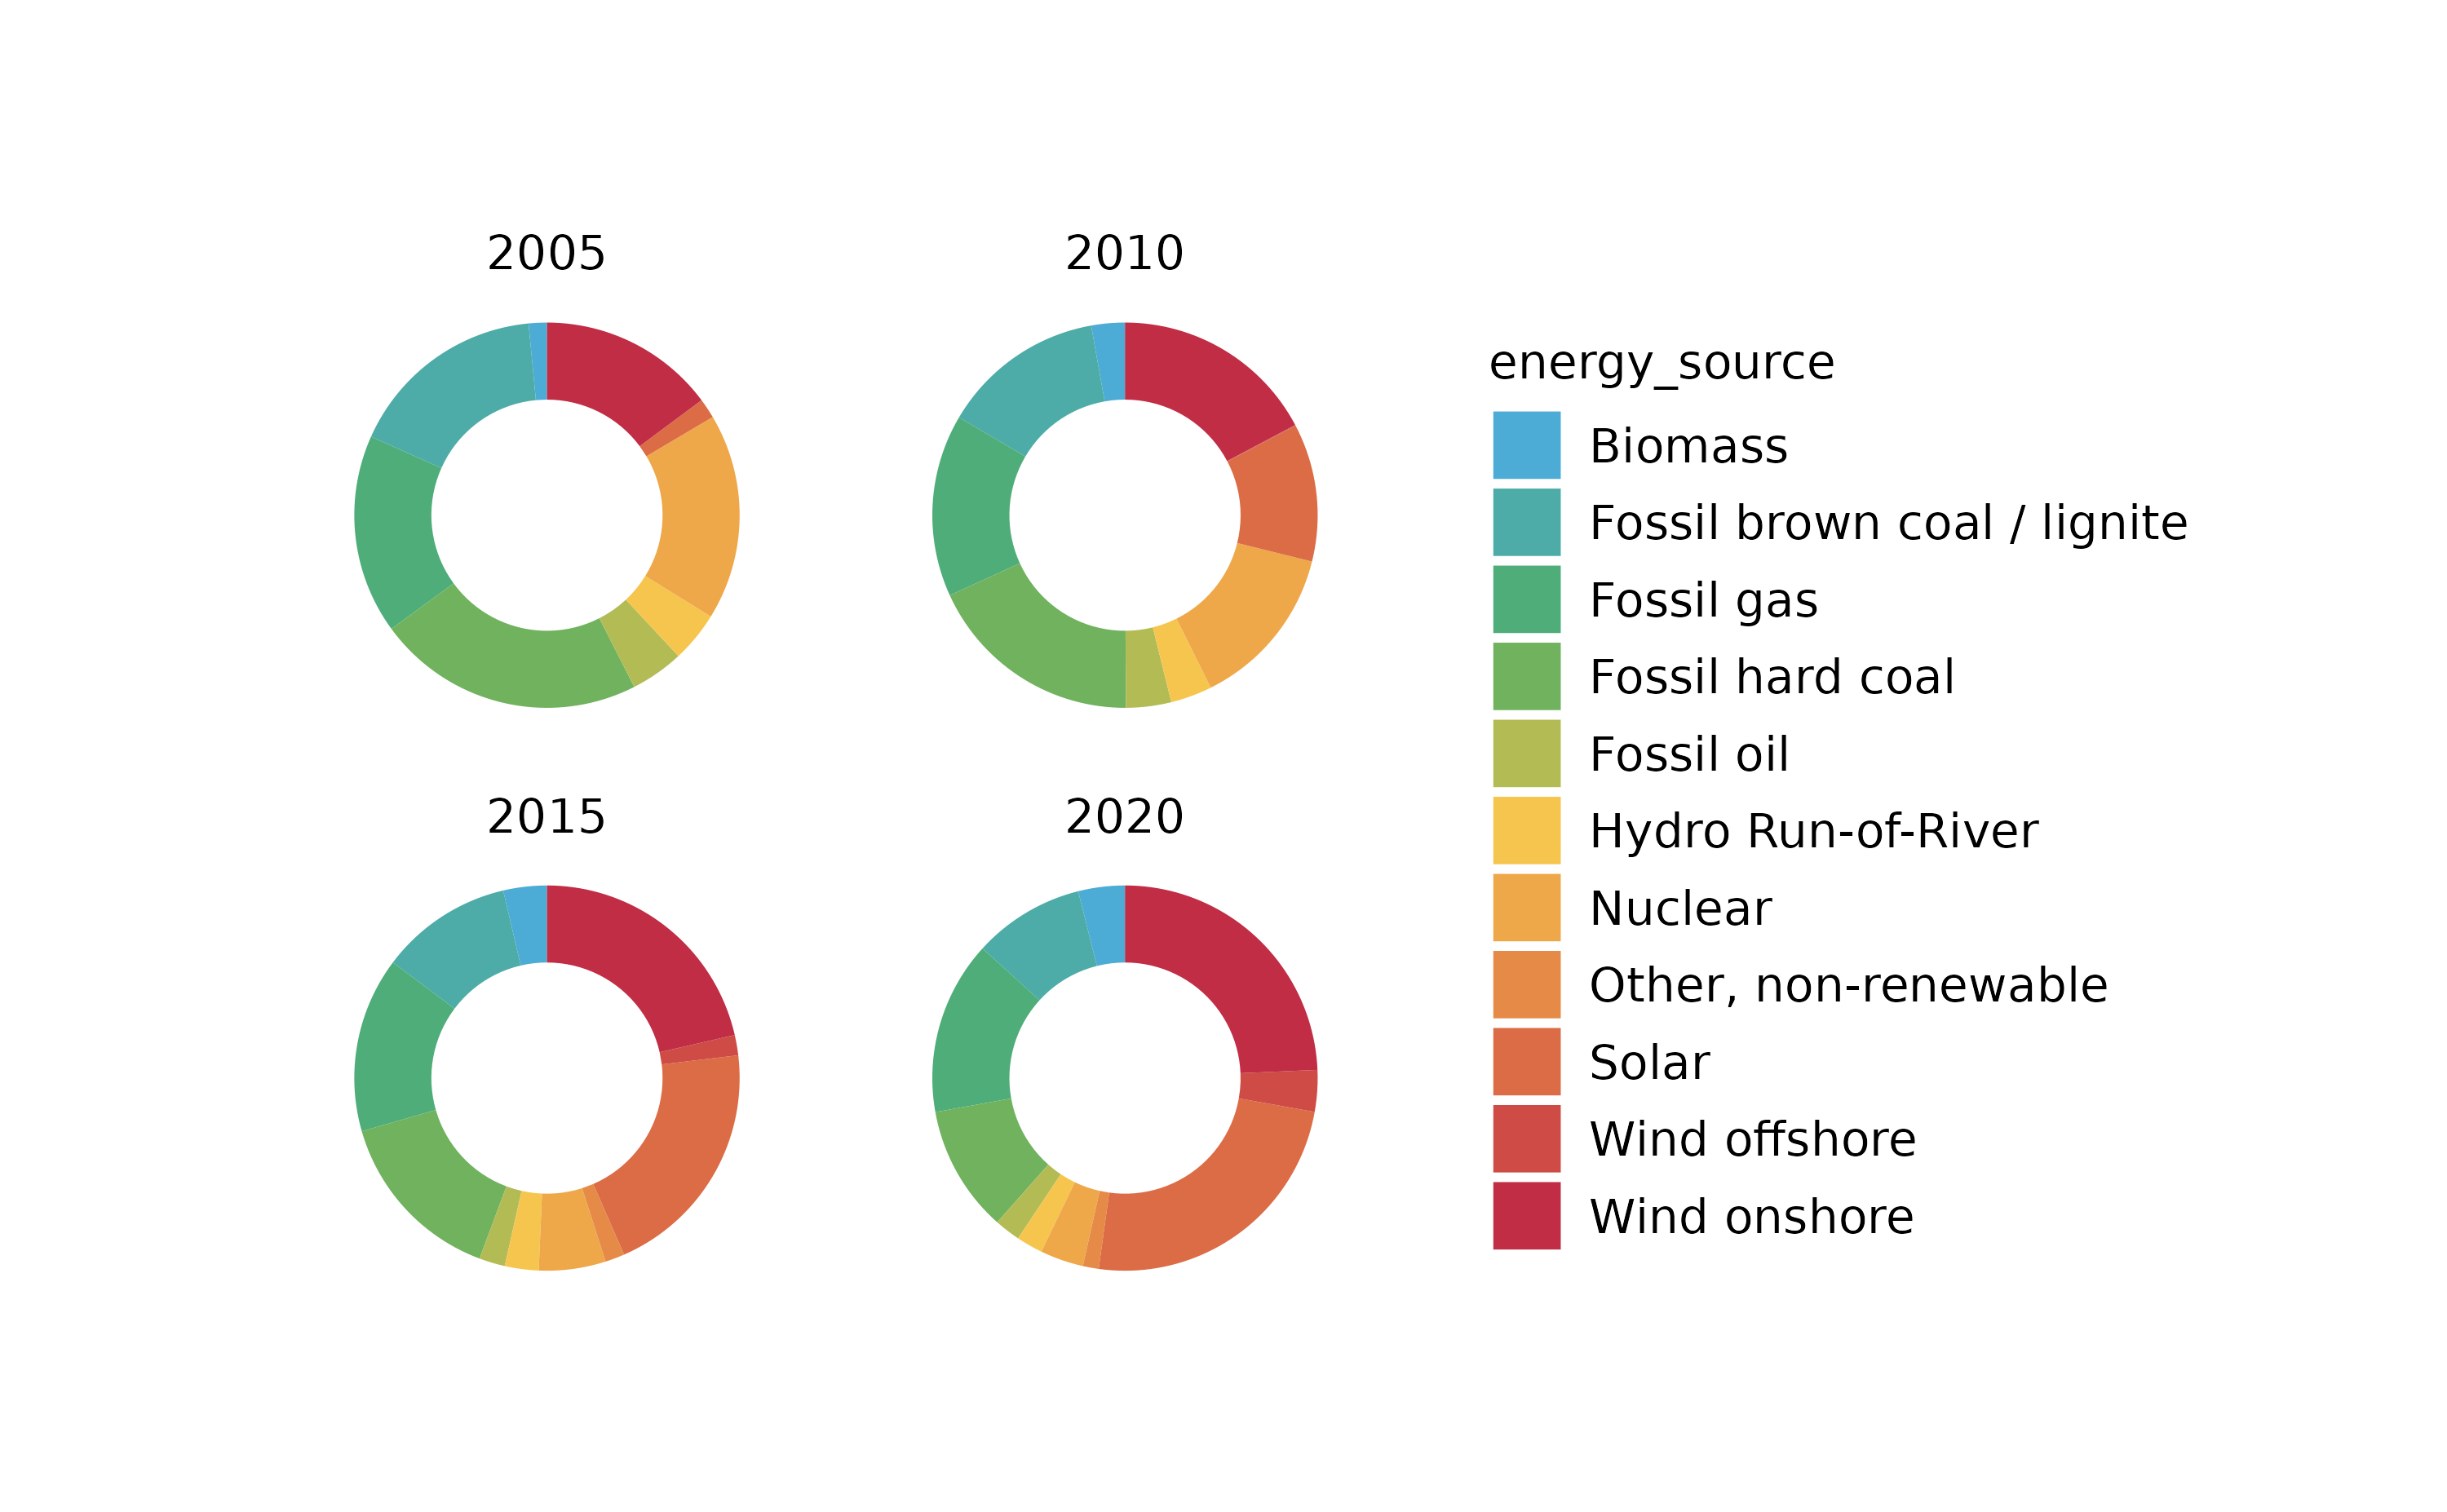 2005
2010
2015
2020
energy_source
Biomass
Fossil brown coal / lignite
Fossil gas
Fossil hard coal
Fossil oil
Hydro Run-of-River
Nuclear
Other, non-renewable
Solar
Wind offshore
Wind onshore